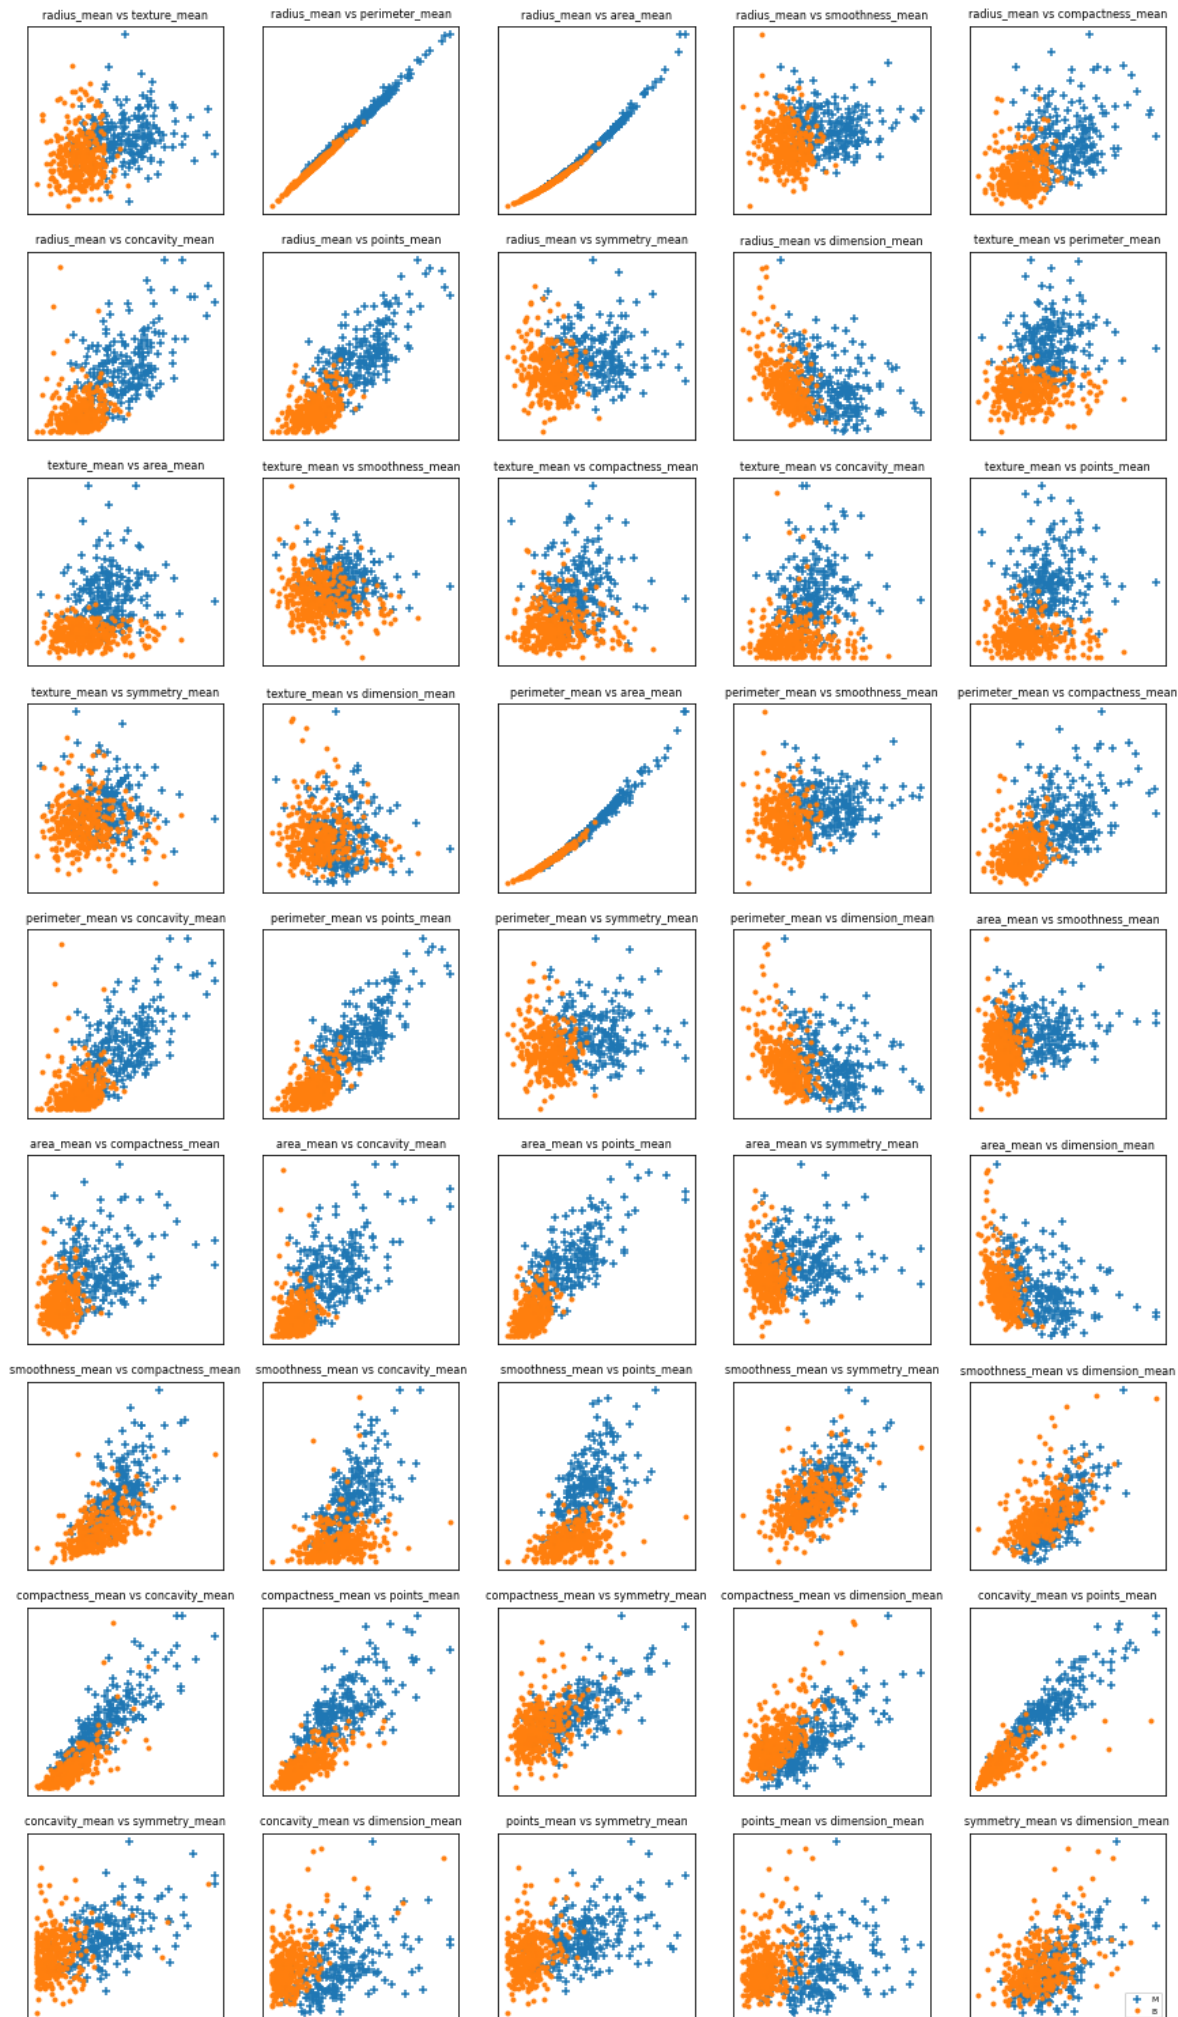 radius_mean vs texture_mean
radius_mean vs perimeter_mean
radius_mean vs area_mean
radius_mean vs smoothness_mean
radius_mean vs compactness_mean
radius_mean vs concavity_mean
radius_mean vs points_mean
radius_mean vs symmetry_mean
radius_mean vs dimension_mean
texture_mean vs perimeter_mean
texture_mean vs area_mean
texture_mean vs smoothness_mean
texture_mean vs compactness_mean
texture_mean vs concavity_mean
texture_mean vs points_mean
texture_mean vs symmetry_mean
texture_mean vs dimension_mean
perimeter_mean vs area_mean
perimeter_mean vs smoothness_mean
perimeter_mean vs compactness_mean
perimeter_mean vs concavity_mean
perimeter_mean vs points_mean
perimeter_mean vs symmetry_mean
perimeter_mean vs dimension_mean
area_mean vs smoothness_mean
area_mean vs compactness_mean
area_mean vs concavity_mean
area_mean vs points_mean
area_mean vs symmetry_mean
area_mean vs dimension_mean
smoothness_mean vs compactness_mean
smoothness_mean vs concavity_mean
smoothness_mean vs points_mean
smoothness_mean vs symmetry_mean
smoothness_mean vs dimension_mean
compactness_mean vs concavity_mean
compactness_mean vs points_mean
compactness_mean vs symmetry_mean
compactness_mean vs dimension_mean
concavity_mean vs points_mean
concavity_mean vs symmetry_mean
concavity_mean vs dimension_mean
points_mean vs symmetry_mean
points_mean vs dimension_mean
symmetry_mean vs dimension_mean
M
B